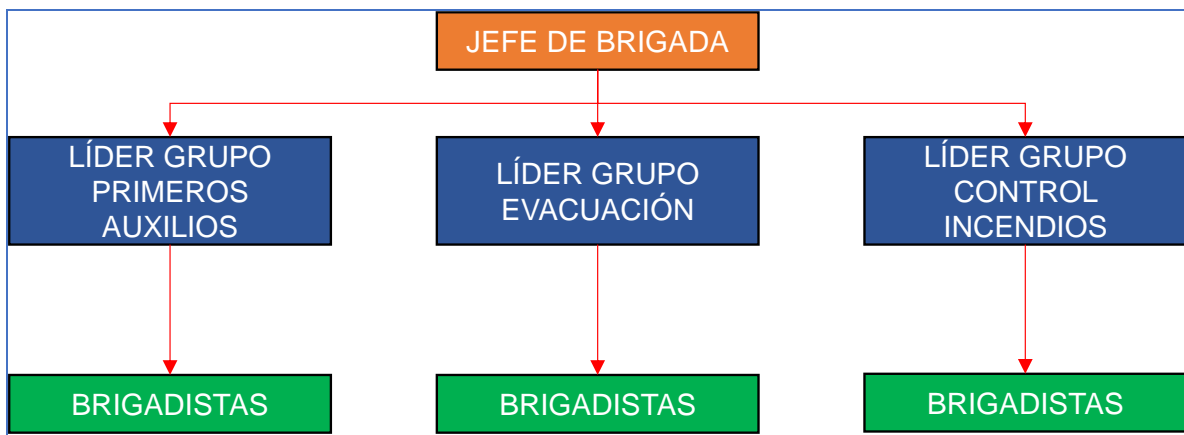 JEFE DE BRIGADA
LÍDER GRUPO
PRIMEROS
AUXILIOS
LÍDER GRUPO
EVACUACIÓN
LÍDER GRUPO
CONTROL
INCENDIOS
BRIGADISTAS
BRIGADISTAS
BRIGADISTAS